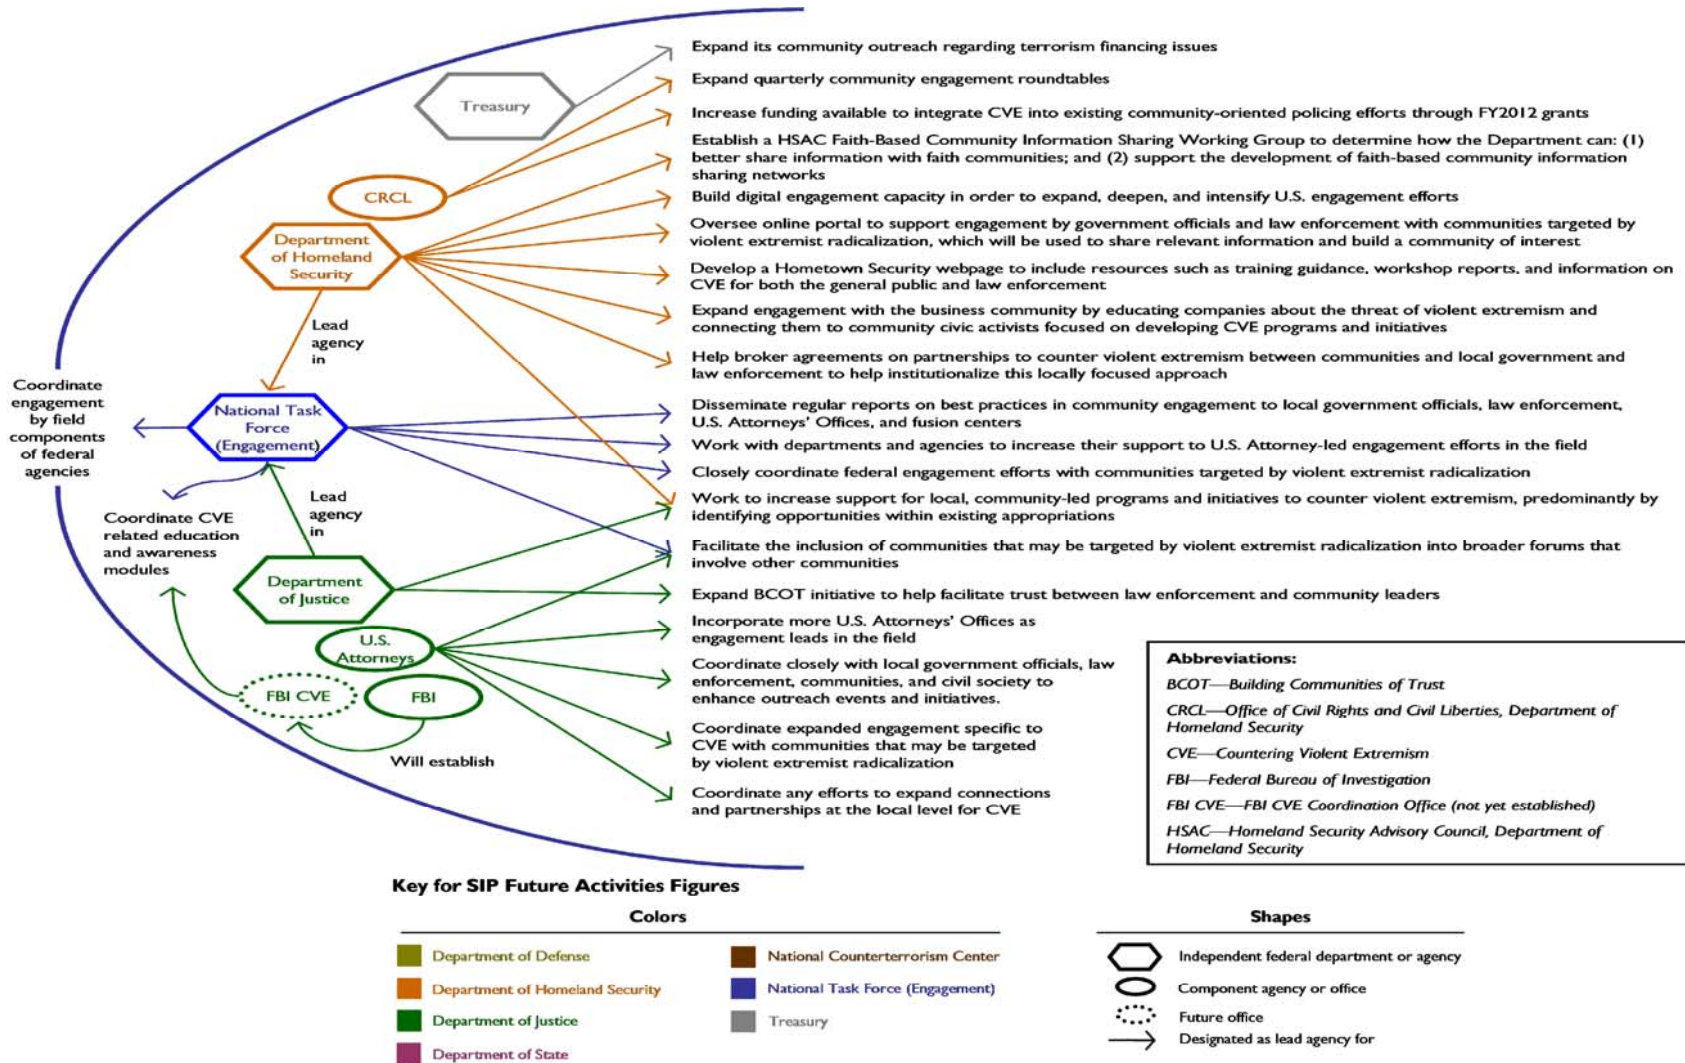 Expand its community outreach regarding terrorism financing issues
Treasury
Expand quarterly community engagement roundtables
Increase funding available to integrate CVE into existing community-oriented policing efforts through FY2012 grants
Establish a HSAC Faith-Based Community Information Sharing Working Group to determine how the Department can: (1)
better share information with faith communities; and (2) support the development of faith-based community information
sharing networks
CRCL
Build digital engagement capacity in order to expand, deepen, and intensify U.S. engagement efforts
Department
of Homeland
Security
Oversee online portal to support engagement by government officials and law enforcement with communities targeted by
violent extremist radicalization, which will be used to share relevant information and build a community of interest
Develop a Hometown Security webpage to include resources such as training guidance, workshop reports, and information on
CVE for both the general public and law enforcement
Expand engagement with the business community by educating companies about the threat of violent extremism and
connecting them to community civic activists focused on developing CVE programs and initiatives
Lead
agency
in
Help broker agreements on partnerships to counter violent extremism between communities and local government and
law enforcement to help institutionalize this locally focused approach
Coordinate
engagement
by field
components
of federal
agencies
National Task
Force
(Engagement)
Disseminate regular reports on best practices in community engagement to local government officials, law enforcement,
U.S. Attorneys' Offices, and fusion centers
Work with departments and agencies to increase their support to U.S. Attorney-led engagement efforts in the field
Closely coordinate federal engagement efforts with communities targeted by violent extremist radicalization
Lead
agency
in
Work to increase support for local, community-led programs and initiatives to counter violent extremism, predominantly by
identifying opportunities within existing appropriations
Coordinate CVE
related education
and awareness
modules
Facilitate the inclusion of communities that may be targeted by violent extremist radicalization into broader forums that
involve other communities
Department
of Justice
Expand BCOT initiative to help facilitate trust between law enforcement and community leaders
Incorporate more U.S. Attorneys' Offices as
engagement leads in the field
U.S.
Attorneys
Coordinate closely with local government officials, law
enforcement, communities, and civil society to
enhance outreach events and initiatives.
FBI CVE
FBI
Coordinate expanded engagement specific to
CVE with communities that may be targeted
by violent extremist radicalization
Will establish
Coordinate any efforts to expand connections
and partnerships at the local level for CVE
Abbreviations:
BCOT—Building Communities of Trust
CRCL—Office of Civil Rights and Civil Liberties, Department of
Homeland Security
CVE—Countering Violent Extremism
FBI—Federal Bureau of Investigation
FBI CVE—FBI CVE Coordination Office (not yet established)
HSAC—Homeland Security Advisory Council, Department of
Homeland Security
Key for SIP Future Activities Figures
Colors
Department of Defense
Department of Homeland Security
Department of Justice
Department of State
National Counterterrorism Center
National Task Force (Engagement)
Treasury
Shapes
Independent federal department or agency
Component agency or office
Future office
Designated as lead agency for